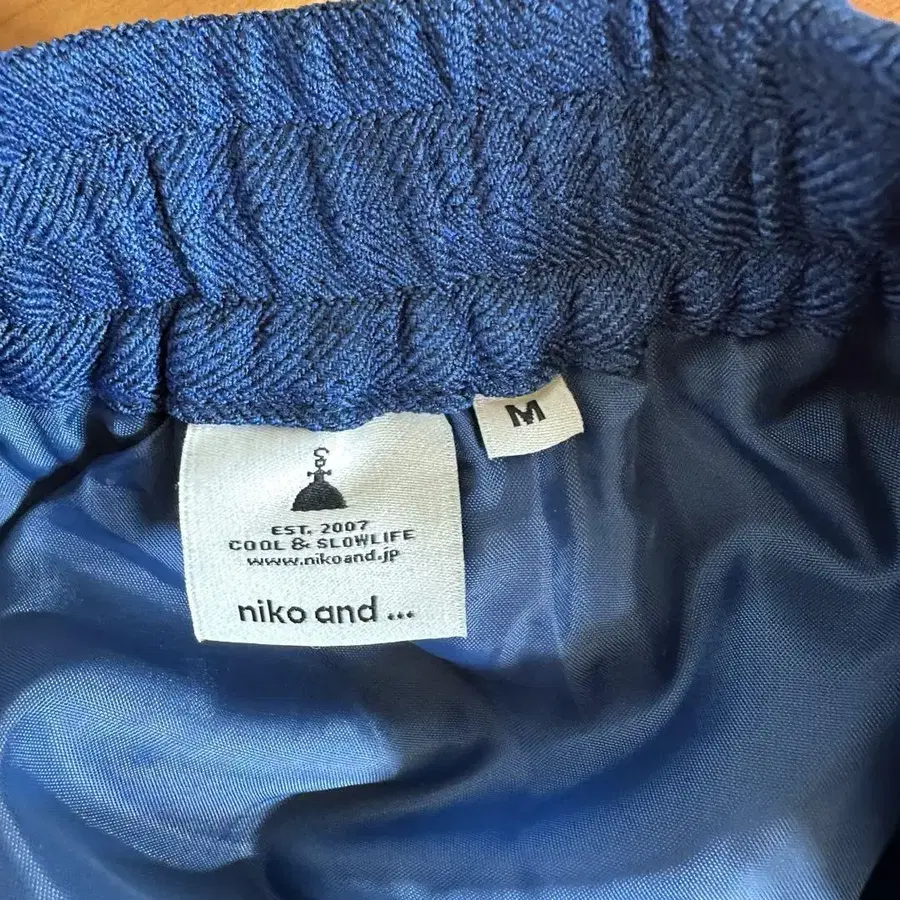 M
EST. 2007
COOL & SLOWLIFE
www.nikoand.jp
niko and ...